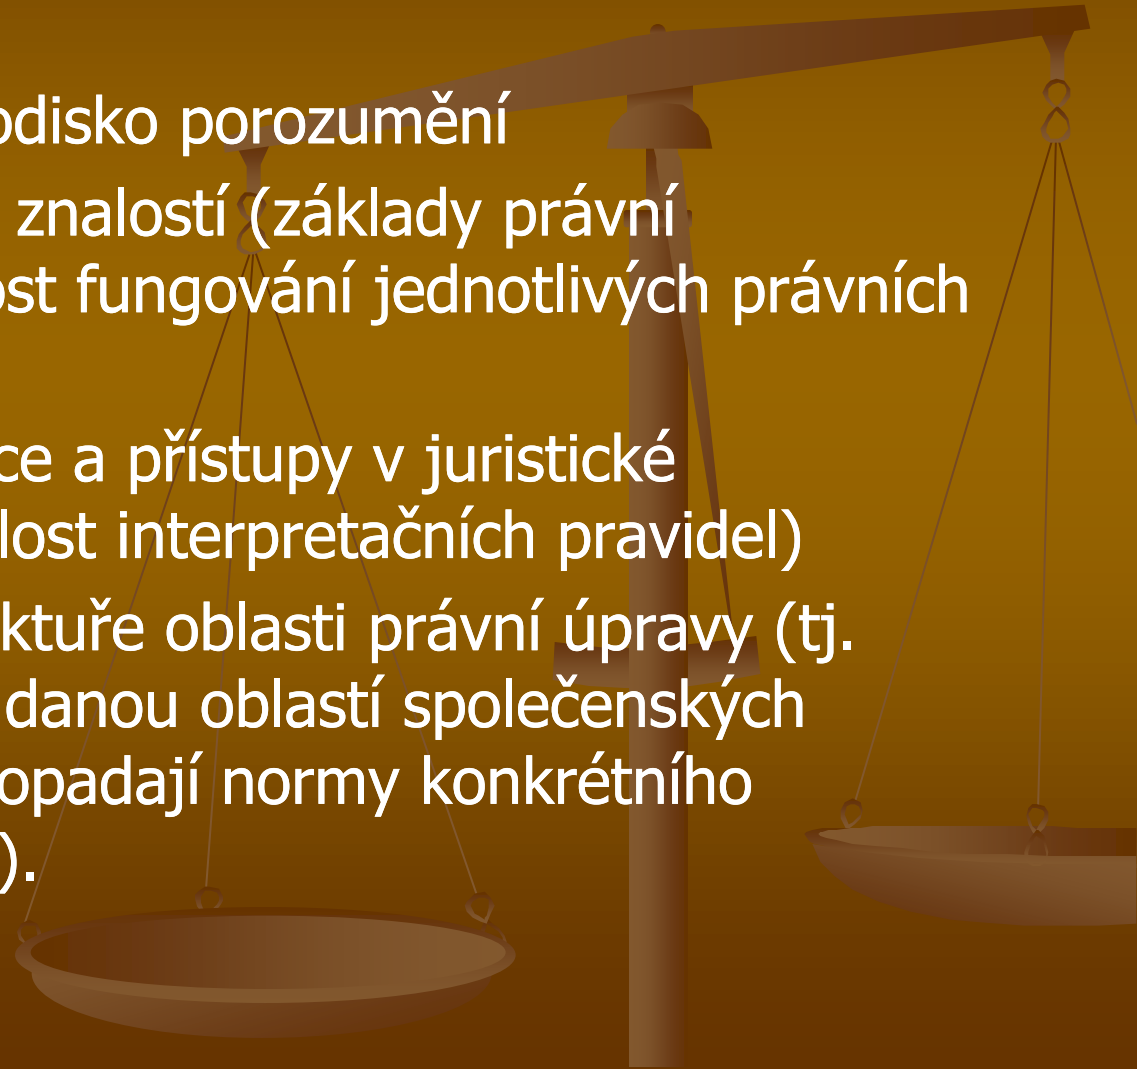 odisko porozumění
znalostí (základy právní
ost fungování jednotlivých právních
ce a přístupy v juristické
lost interpretačních pravidel)
ktuře oblasti právní úpravy (tj.
danou oblastí společenských
opadají normy konkrétního
).